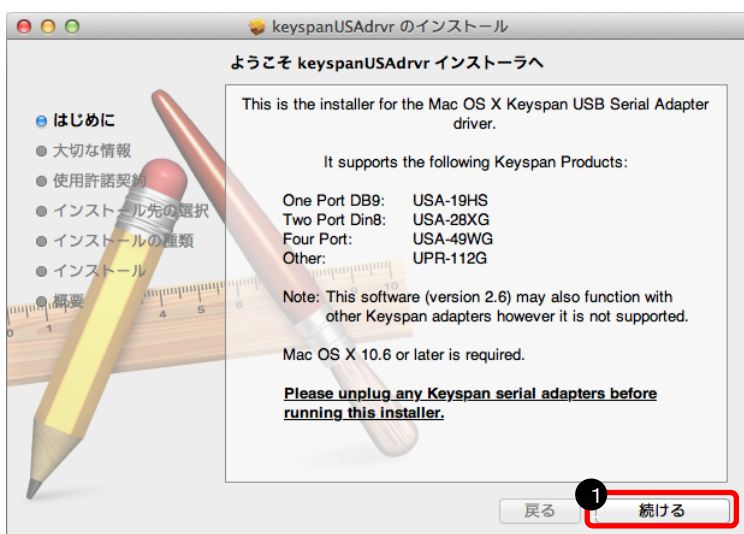 keyspanUSAdrvr のインストール
ようこそ keyspanUSAdrvr インストーラへ
はじめに
大切な情報
使用許諾契約
インストール先の選択
インストールの種類
インストール
概要
This is the installer for the Mac OS X Keyspan USB Serial Adapter
driver.
It supports the following Keyspan Products:
One Port DB9: USA-19HS
Two Port Din8: USA-28XG
Four Port: USA-49WG
Other: UPR-112G
Note: This software (version 2.6) may also function with
other Keyspan adapters however it is not supported.
Mac OS X 10.6 or later is required.
Please unplug any Keyspan serial adapters before
running this installer.
0 1 4 5 6 10
戻る
1
続ける